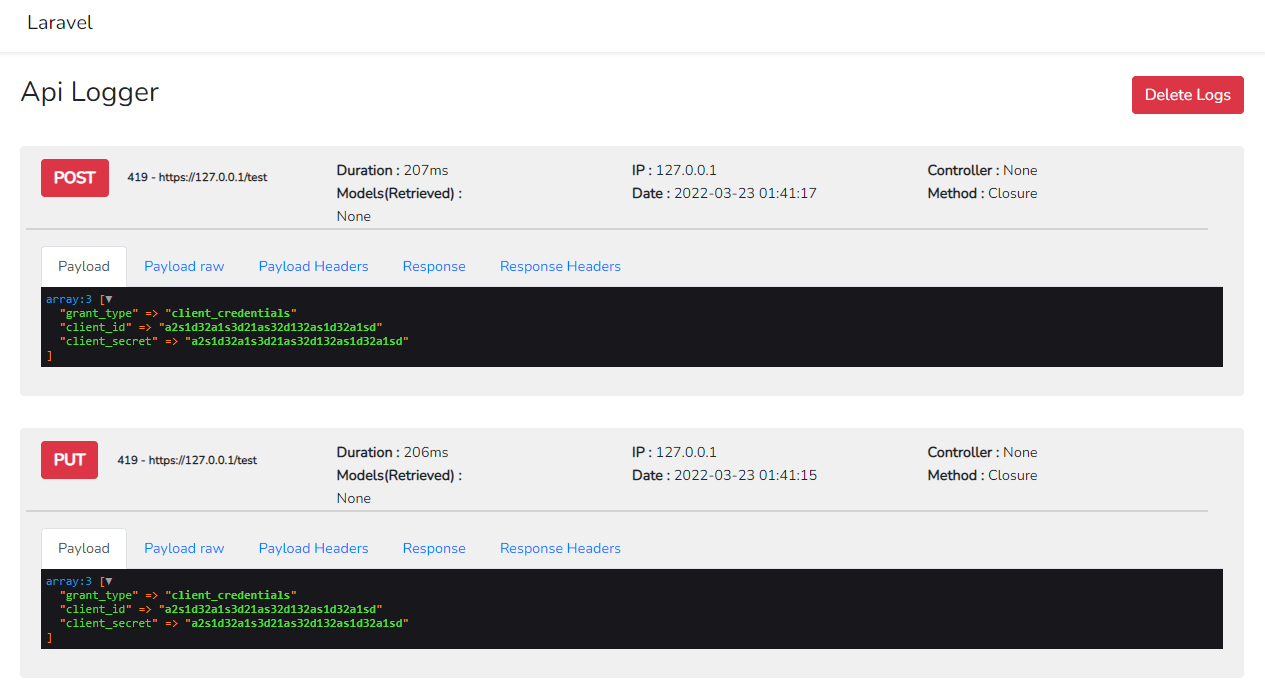 Laravel
Api Logger
Delete Logs
POST
419 - https://127.0.0.1/test
Duration : 207ms
Models(Retrieved) :
None
IP : 127.0.0.1
Date : 2022-03-23 01:41:17
Controller : None
Method : Closure
Payload
Payload raw
Payload Headers
Response
Response Headers
array:3 [▼
"grant_type" => "client_credentials"
"client_id" => "a2s1d32a1s3d21as32d132as1d32a1sd"
"client_secret" => "a2s1d32a1s3d21as32d132as1d32a1sd"
]
PUT
419 - https://127.0.0.1/test
Duration : 206ms
Models(Retrieved) :
None
IP : 127.0.0.1
Date : 2022-03-23 01:41:15
Controller : None
Method : Closure
Payload
Payload raw
Payload Headers
Response
Response Headers
array:3 [▼
"grant_type" => "client_credentials"
"client_id" => "a2s1d32a1s3d21as32d132as1d32a1sd"
"client_secret" => "a2s1d32a1s3d21as32d132as1d32a1sd"
]